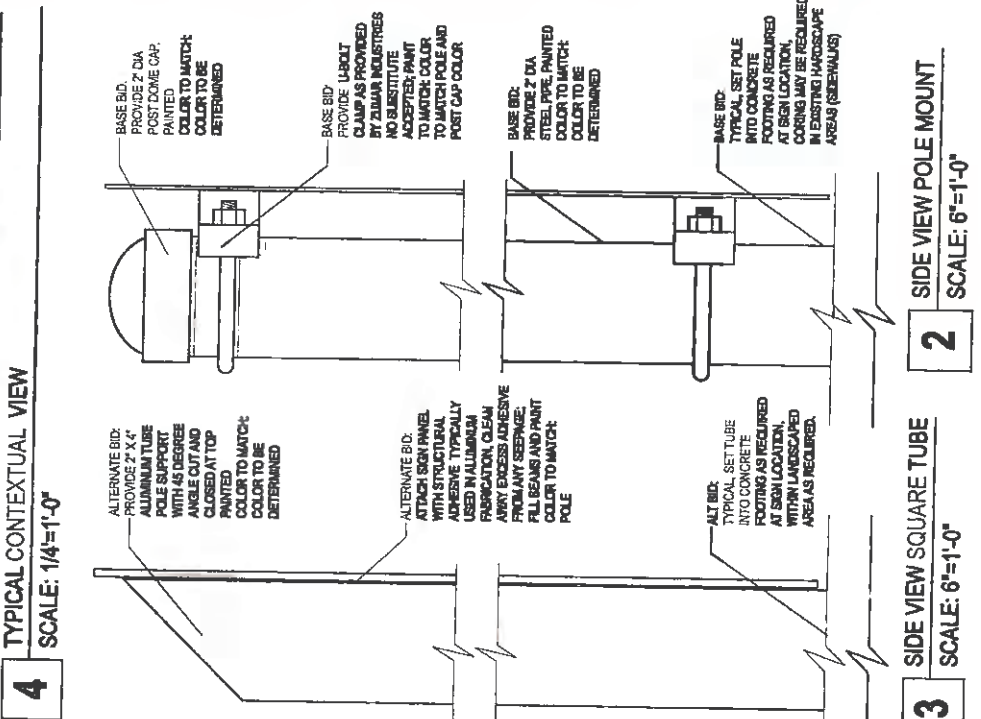 4
TYPICAL CONTEXTUAL VIEW
SCALE: 1/4'=1'-0"
ALTERNATE BID:
PROVIDE 2" X 4"
ALUMINUM TUBE
POLE SUPPORT
WITH 45 DEGREE
ANGLE CUT AND
CLOSED AT TOP
PAINTED
COLOR TO MATCH:
COLOR TO BE
DETERMINED
ALTERNATE BID:
ATTACH SIGN PANEL
WITH STRUCTURAL
ADHESIVE TYPICALLY
USED IN ALUMINUM
FABRICATION, CLEAN
AWAY EXCESS ADHESIVE
FROM ANY SEEPAGE;
FILL SEAMS AND PAINT
COLOR TO MATCH:
POLE
ALT BID:
TYPICAL, SET TUBE
INTO CONCRETE
FOOTING AS REQUIRED
AT SIGN LOCATION,
WITHIN LANDSCAPED
AREA AS REQUIRED.
3
SIDE VIEW SQUARE TUBE
SCALE: 6"=1'-0"
BASE BID:
PROVIDE 2" DIA
POST DOME CAP.
PAINTED
COLOR TO MATCH:
COLOR TO BE
DETERMINED
BASE BID:
PROVIDE U-BOLT
CLAMP AS PROVIDED
BY ZUMAR INDUSTRIES
NO SUBSTITUTE
ACCEPTED; PAINT
TO MATCH: COLOR
TO MATCH POLE AND
POST CAP COLOR
BASE BID:
PROVIDE 2" DIA
STEEL PIPE, PAINTED
COLOR TO MATCH:
COLOR TO BE
DETERMINED
BASE BID:
TYPICAL, SET POLE
INTO CONCRETE
FOOTING AS REQUIRED
AT SIGN LOCATION,
CORING MAY BE REQUIRED
IN EXISTING HARDSCAPE
AREAS (SIDEWALKS)
2
SIDE VIEW POLE MOUNT
SCALE: 6"=1'-0"